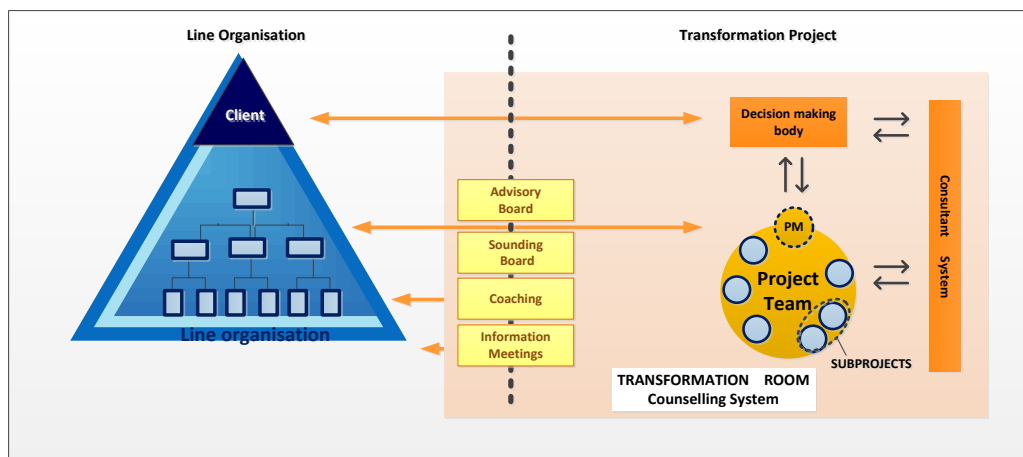 Line Organisation
Transformation Project
Client
Decision making
body
Advisory
Board
Sounding
Board
Coaching
Information
Meetings
Line organisation
PM
Project
Team
SUBPROJECTS
Consultant System
TRANSFORMATION ROOM
Counselling System